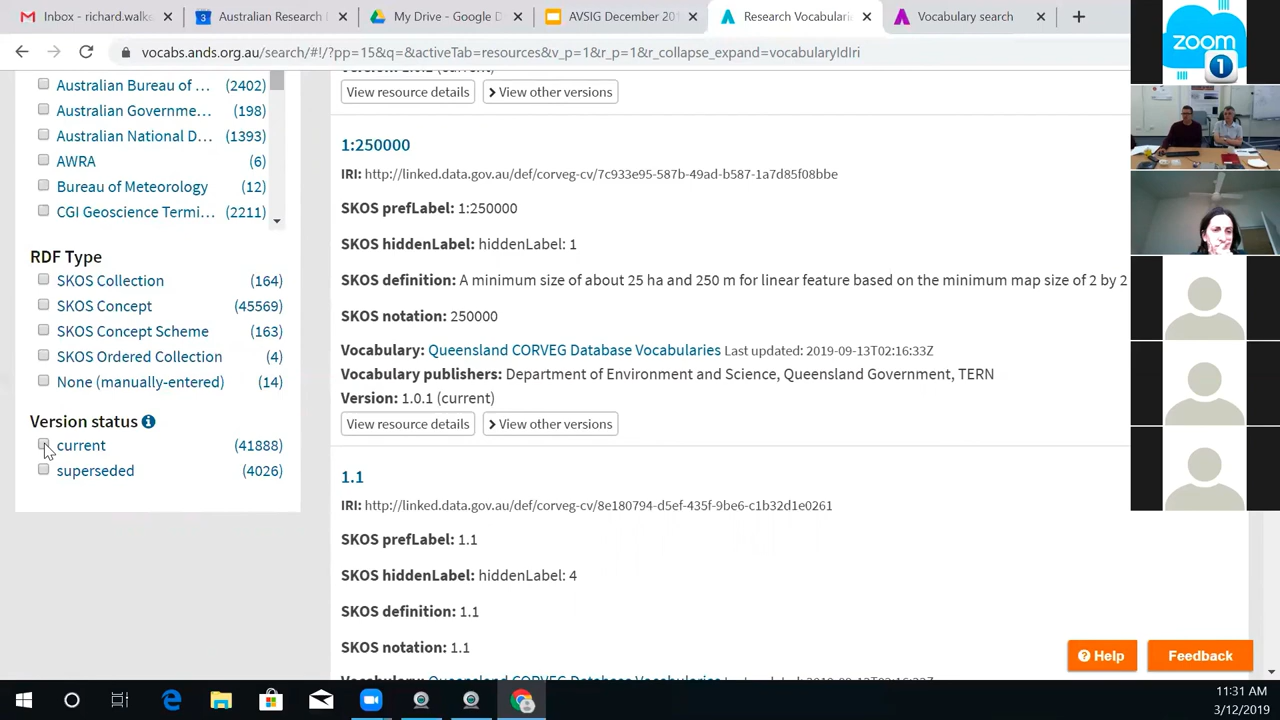 Inbox - richard.walks
Australian Research
My Drive - Google D
AVSIG December 201
Research Vocabulari
Vocabulary search
vocabs.ands.org.au/search/#!/?pp=15&q=&activeTab=resources&v_p=1&r_p=1&r_collapse_expand=vocabularyIdIri
zoom
1
Australian Bureau of ... (2402)
Australian Governme... (198)
Australian National D... (1393)
AWRA (6)
Bureau of Meteorology (12)
CGI Geoscience Termi... (2211)
RDF Type
SKOS Collection (164)
SKOS Concept (45569)
SKOS Concept Scheme (163)
SKOS Ordered Collection (4)
None (manually-entered) (14)
Version status
current (41888)
superseded (4026)
View resource details
View other versions
1:250000
IRI: http://linked.data.gov.au/def/corveg-cv/7c933e95-587b-49ad-b587-1a7d85f08bbe
SKOS prefLabel: 1:250000
SKOS hiddenLabel: hiddenLabel: 1
SKOS definition: A minimum size of about 25 ha and 250 m for linear feature based on the minimum map size of 2 by 2
SKOS notation: 250000
Vocabulary: Queensland CORVEG Database Vocabularies Last updated: 2019-09-13T02:16:33Z
Vocabulary publishers: Department of Environment and Science, Queensland Government, TERN
Version: 1.0.1 (current)
View resource details
View other versions
1.1
IRI: http://linked.data.gov.au/def/corveg-cv/8e180794-d5ef-435f-9be6-c1b32d1e0261
SKOS prefLabel: 1.1
SKOS hiddenLabel: hiddenLabel: 4
SKOS definition: 1.1
SKOS notation: 1.1
Help
Feedback
11:31 AM
3/12/2019